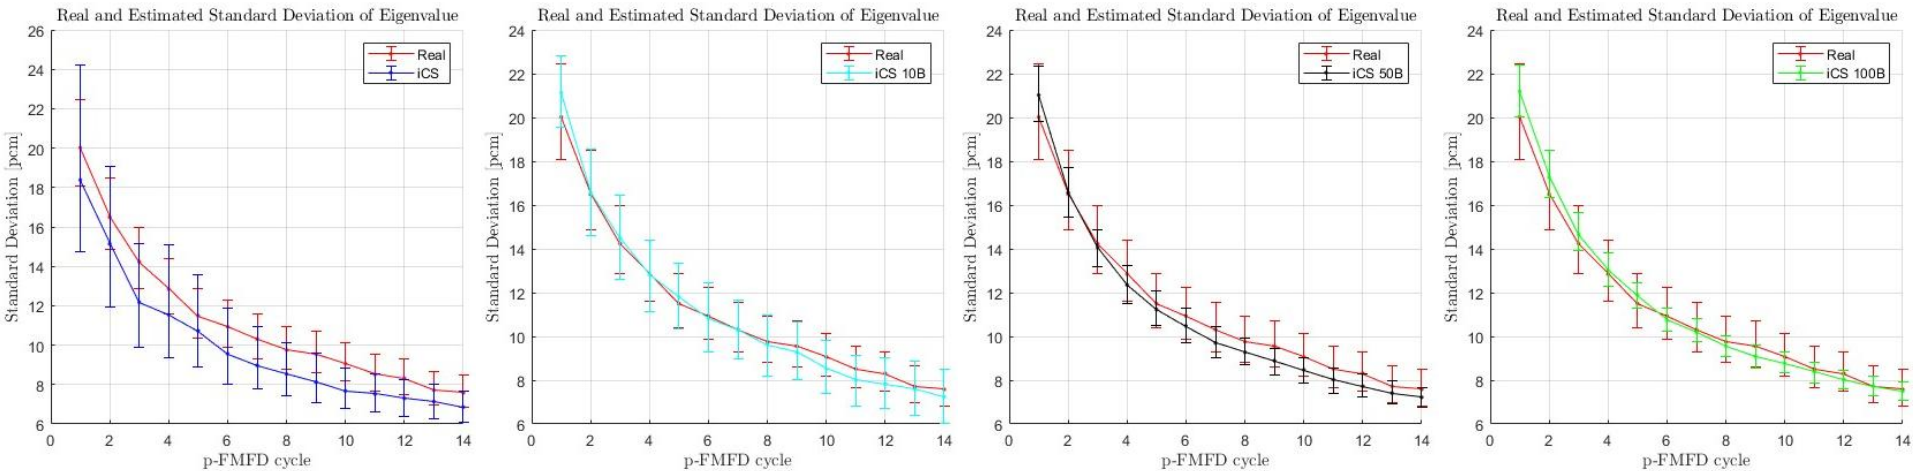 Real and Estimated Standard Deviation of Eigenvalue
Real
iCS
Standard Deviation [pcm]
26
24
22
20
18
16
14
12
10
8
6
0 2 4 6 8 10 12 14
p-FMFD cycle
Real and Estimated Standard Deviation of Eigenvalue
Real
iCS 10B
Standard Deviation [pcm]
24
22
20
18
16
14
12
10
8
6
0 2 4 6 8 10 12 14
p-FMFD cycle
Real and Estimated Standard Deviation of Eigenvalue
Real
iCS 50B
Standard Deviation [pcm]
24
22
20
18
16
14
12
10
8
6
0 2 4 6 8 10 12 14
p-FMFD cycle
Real and Estimated Standard Deviation of Eigenvalue
Real
iCS 100B
Standard Deviation [pcm]
24
22
20
18
16
14
12
10
8
6
0 2 4 6 8 10 12 14
p-FMFD cycle